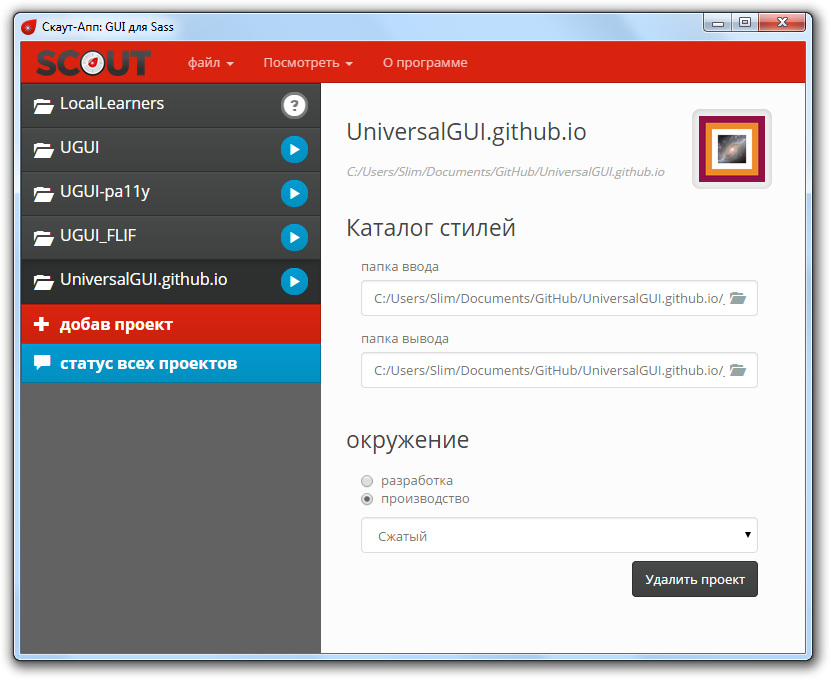 Скаут-Апп: GUI для Sass
SCOUT
файл
Посмотреть
О программе
LocalLearners
?
UGUI
UGUI-pa11y
UGUI_FLIF
UniversalGUI.github.io
добав проект
статус всех проектов
UniversalGUI.github.io
C:/Users/Slim/Documents/GitHub/UniversalGUI.github.io
Каталог стилей
папка ввода
C:/Users/Slim/Documents/GitHub/UniversalGUI.github.io/_
папка вывода
C:/Users/Slim/Documents/GitHub/UniversalGUI.github.io/_
окружение
разработка
производство
Сжатый
Удалить проект